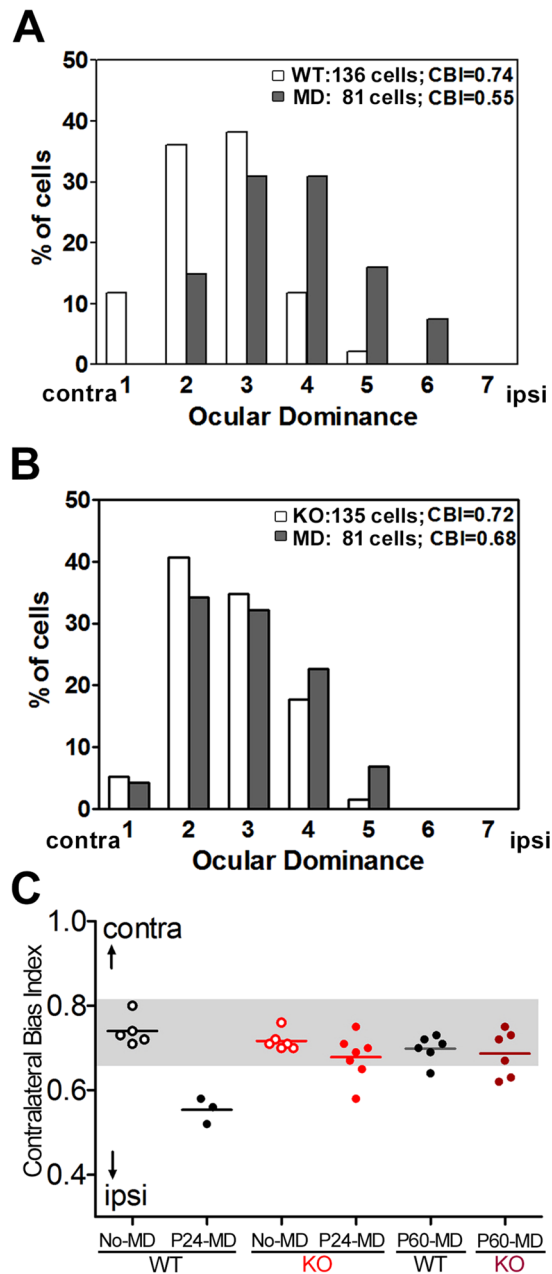 A
50
WT:136 cells; CBI=0.74
MD: 81 cells; CBI=0.55
40
30
20
10
0
% of cells
contra 1 2 3 4 5 6 7 ipsi
Ocular Dominance
B
50
KO:135 cells; CBI=0.72
MD: 81 cells; CBI=0.68
40
30
20
10
0
% of cells
contra 1 2 3 4 5 6 7 ipsi
Ocular Dominance
C
1.0
contra
0.8
0.6
0.4
ipsi
Contralateral Bias Index
No-MD P24-MD No-MD P24-MD P60-MD P60-MD
WT KO WT KO